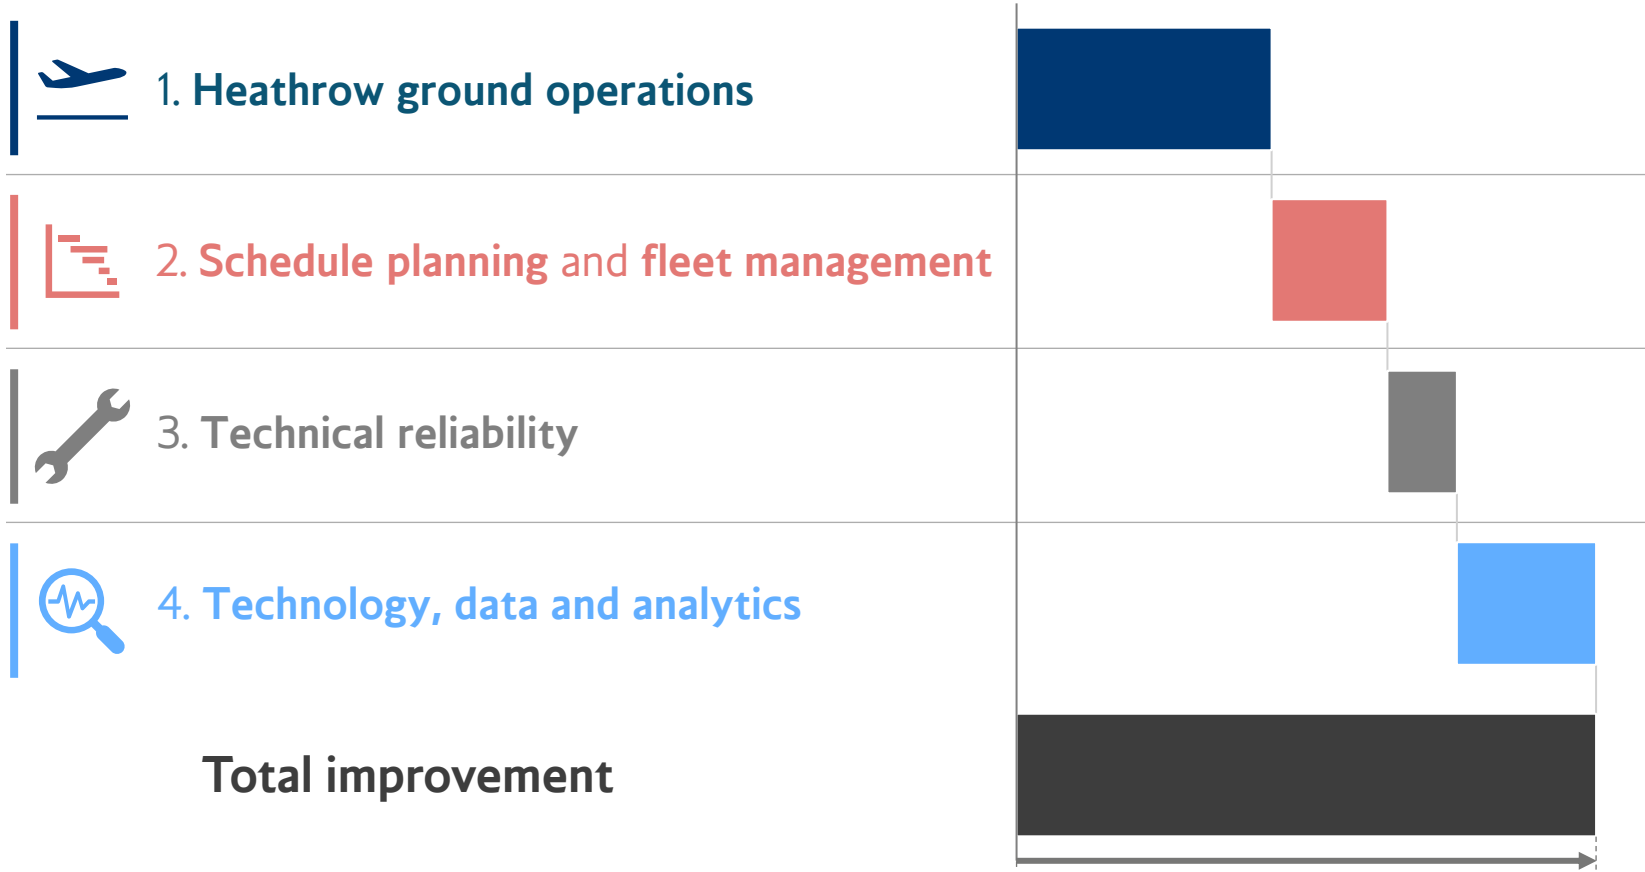 1. Heathrow ground operations
2. Schedule planning and fleet management
3. Technical reliability
4. Technology, data and analytics
Total improvement